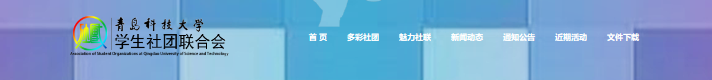 青岛科技大学
学生社团联合会
Association of Student Organizations at Qingdao University of Science and Technology
首 页 多彩社团 魅力社联 新闻动态 通知公告 近期活动 文件下载